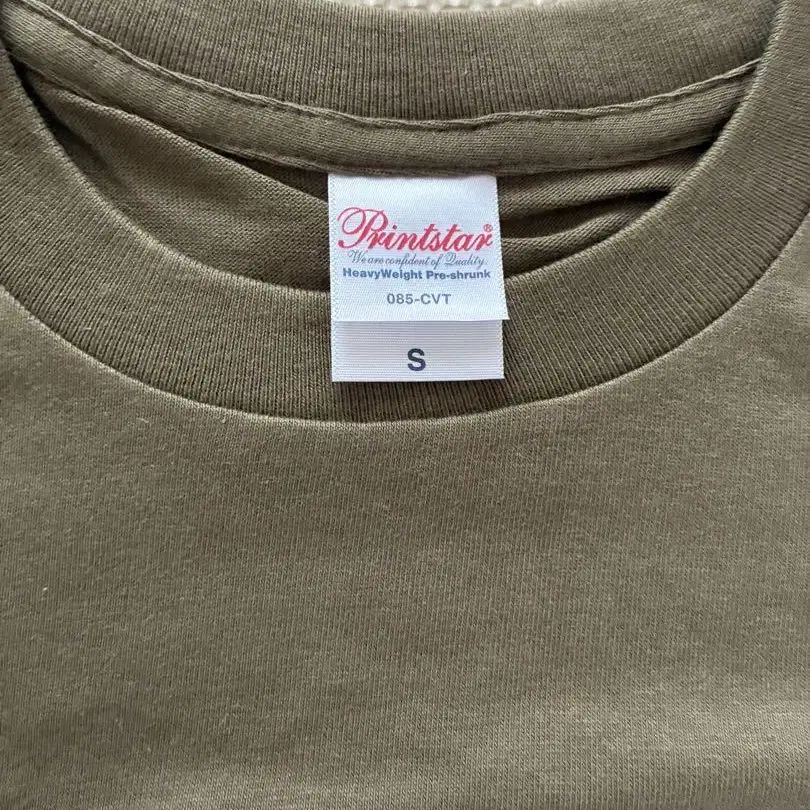 Printstar®
We are confident of Quality.
HeavyWeight Pre-shrunk
085-CVT
S